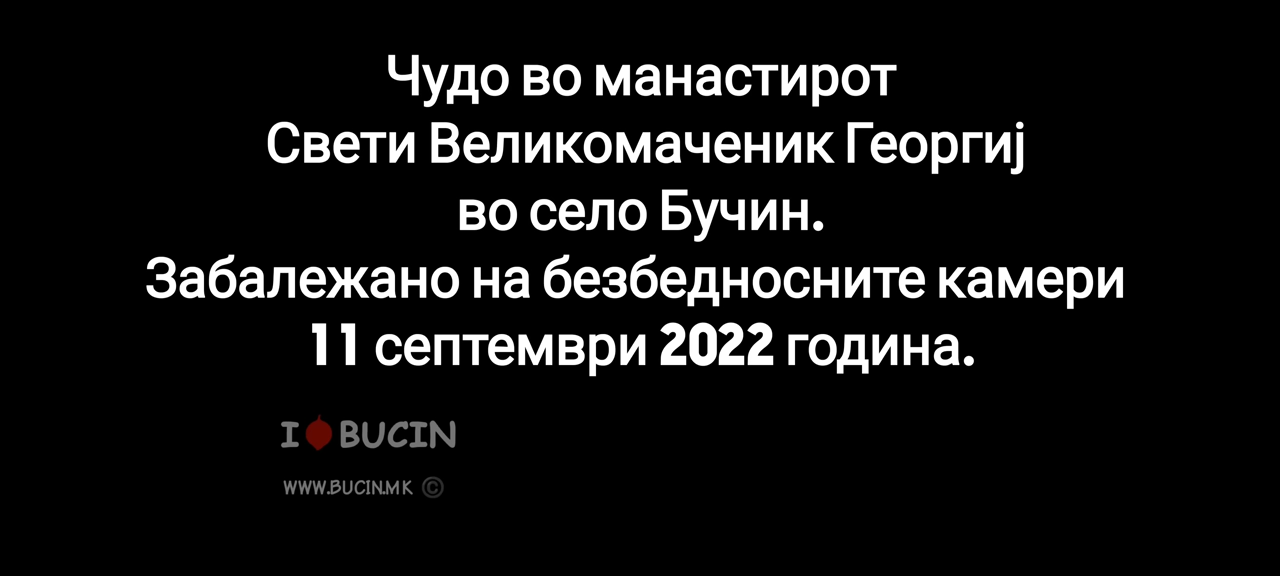 Чудо во манастирот
Свети Великомаченик Георгиј
во село Бучин.
Забалежано на безбедносните камери
11 септември 2022 година.
I BUCIN
WWW.BUCIN.MK ©